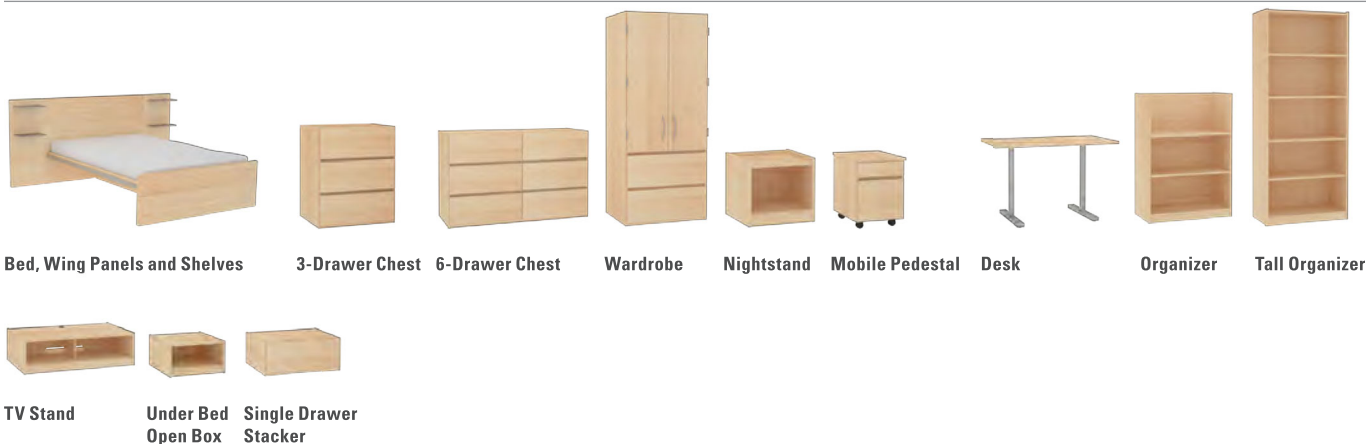 Bed, Wing Panels and Shelves
3-Drawer Chest
6-Drawer Chest
Wardrobe
Nightstand
Mobile Pedestal
Desk
Organizer
Tall Organizer
TV Stand
Under Bed
Open Box
Single Drawer
Stacker